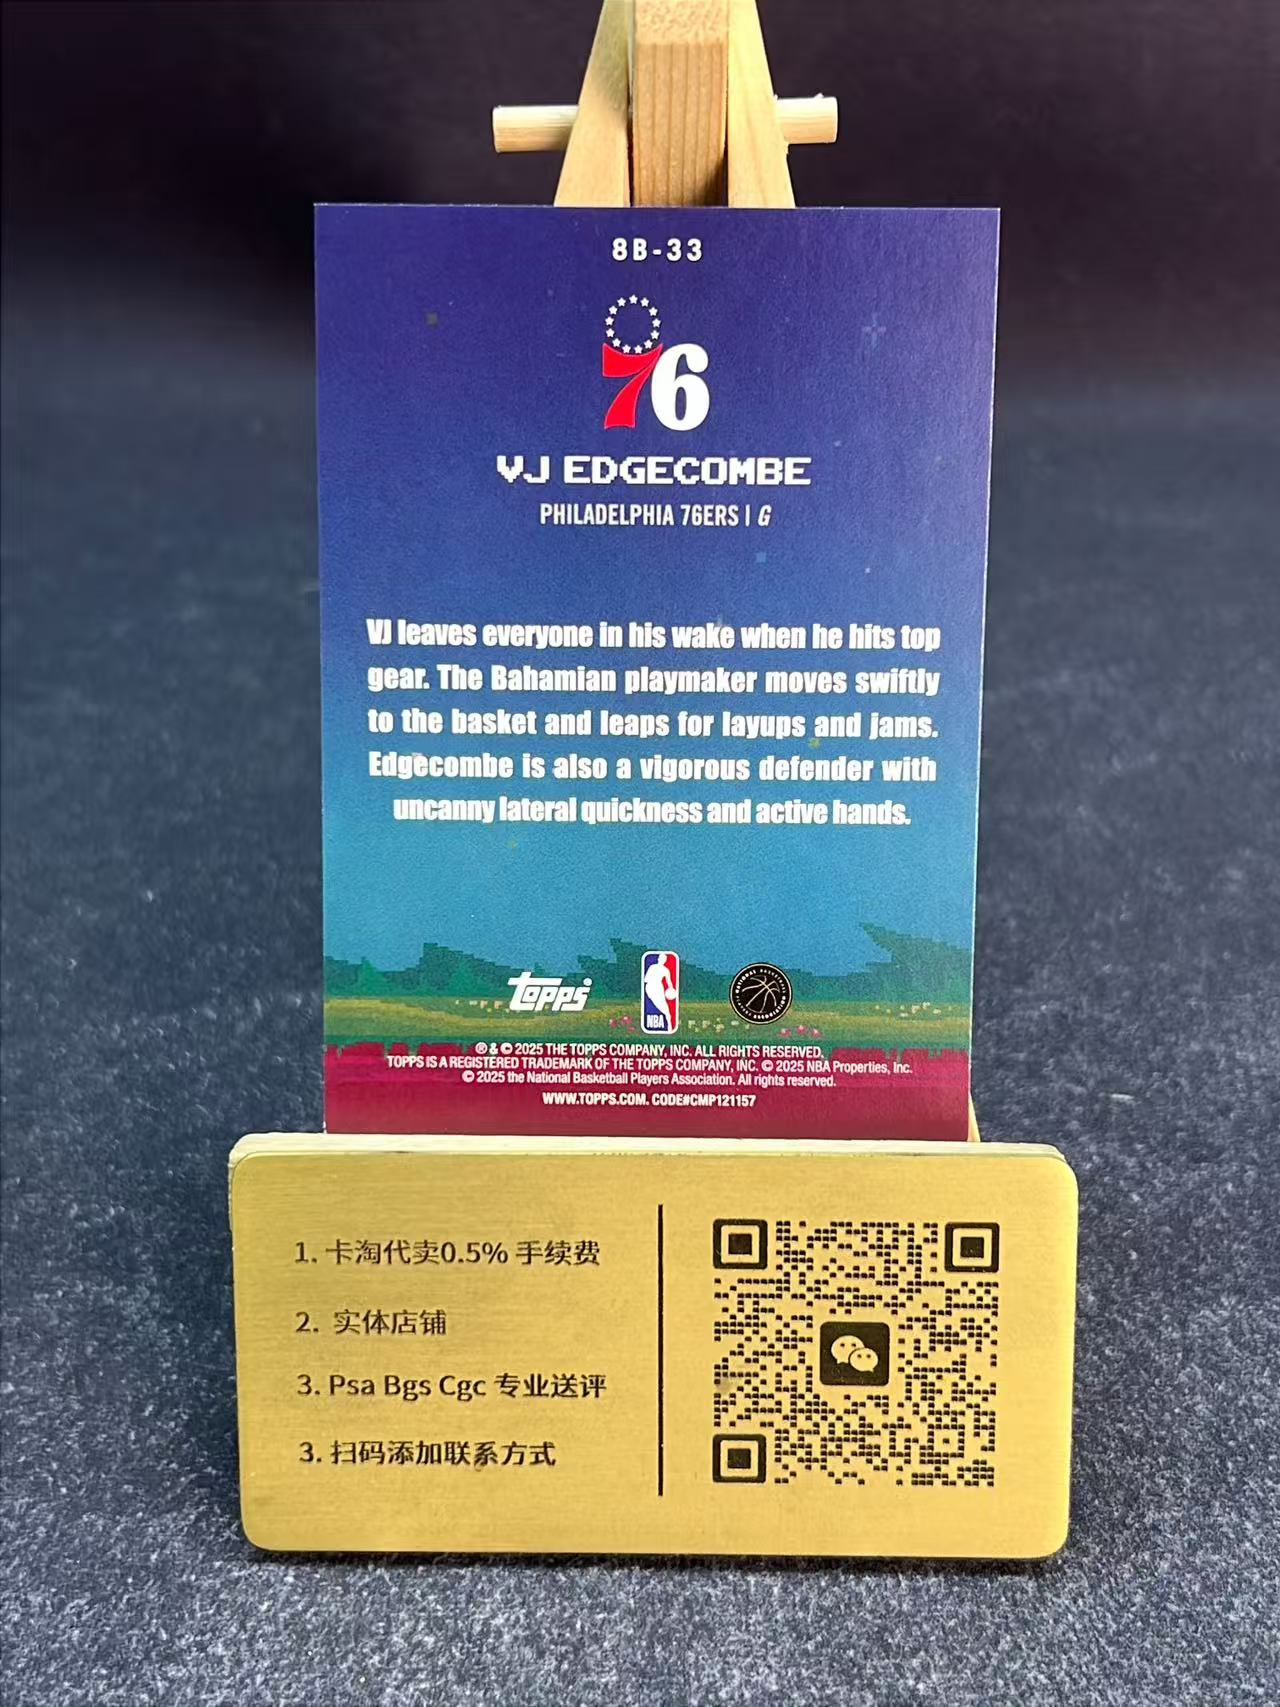 8B-33
76
VJ EDGECOMBE
PHILADELPHIA 76ERS | G
VJ leaves everyone in his wake when he hits top
gear. The Bahamian playmaker moves swiftly
to the basket and leaps for layups and jams.
Edgecombe is also a vigorous defender with
uncanny lateral quickness and active hands.
topps
NBA
NATIONAL BASKETBALL
ASSOCIATION
® & © 2025 THE TOPPS COMPANY, INC. ALL RIGHTS RESERVED.
TOPPS IS A REGISTERED TRADEMARK OF THE TOPPS COMPANY, INC. © 2025 NBA Properties, Inc.
© 2025 the National Basketball Players Association. All rights reserved.
WWW.TOPPS.COM. CODE#CMP121157
1. 卡淘代卖0.5% 手续费
2. 实体店铺
3. Psa Bgs Cgc 专业送评
3. 扫码添加联系方式